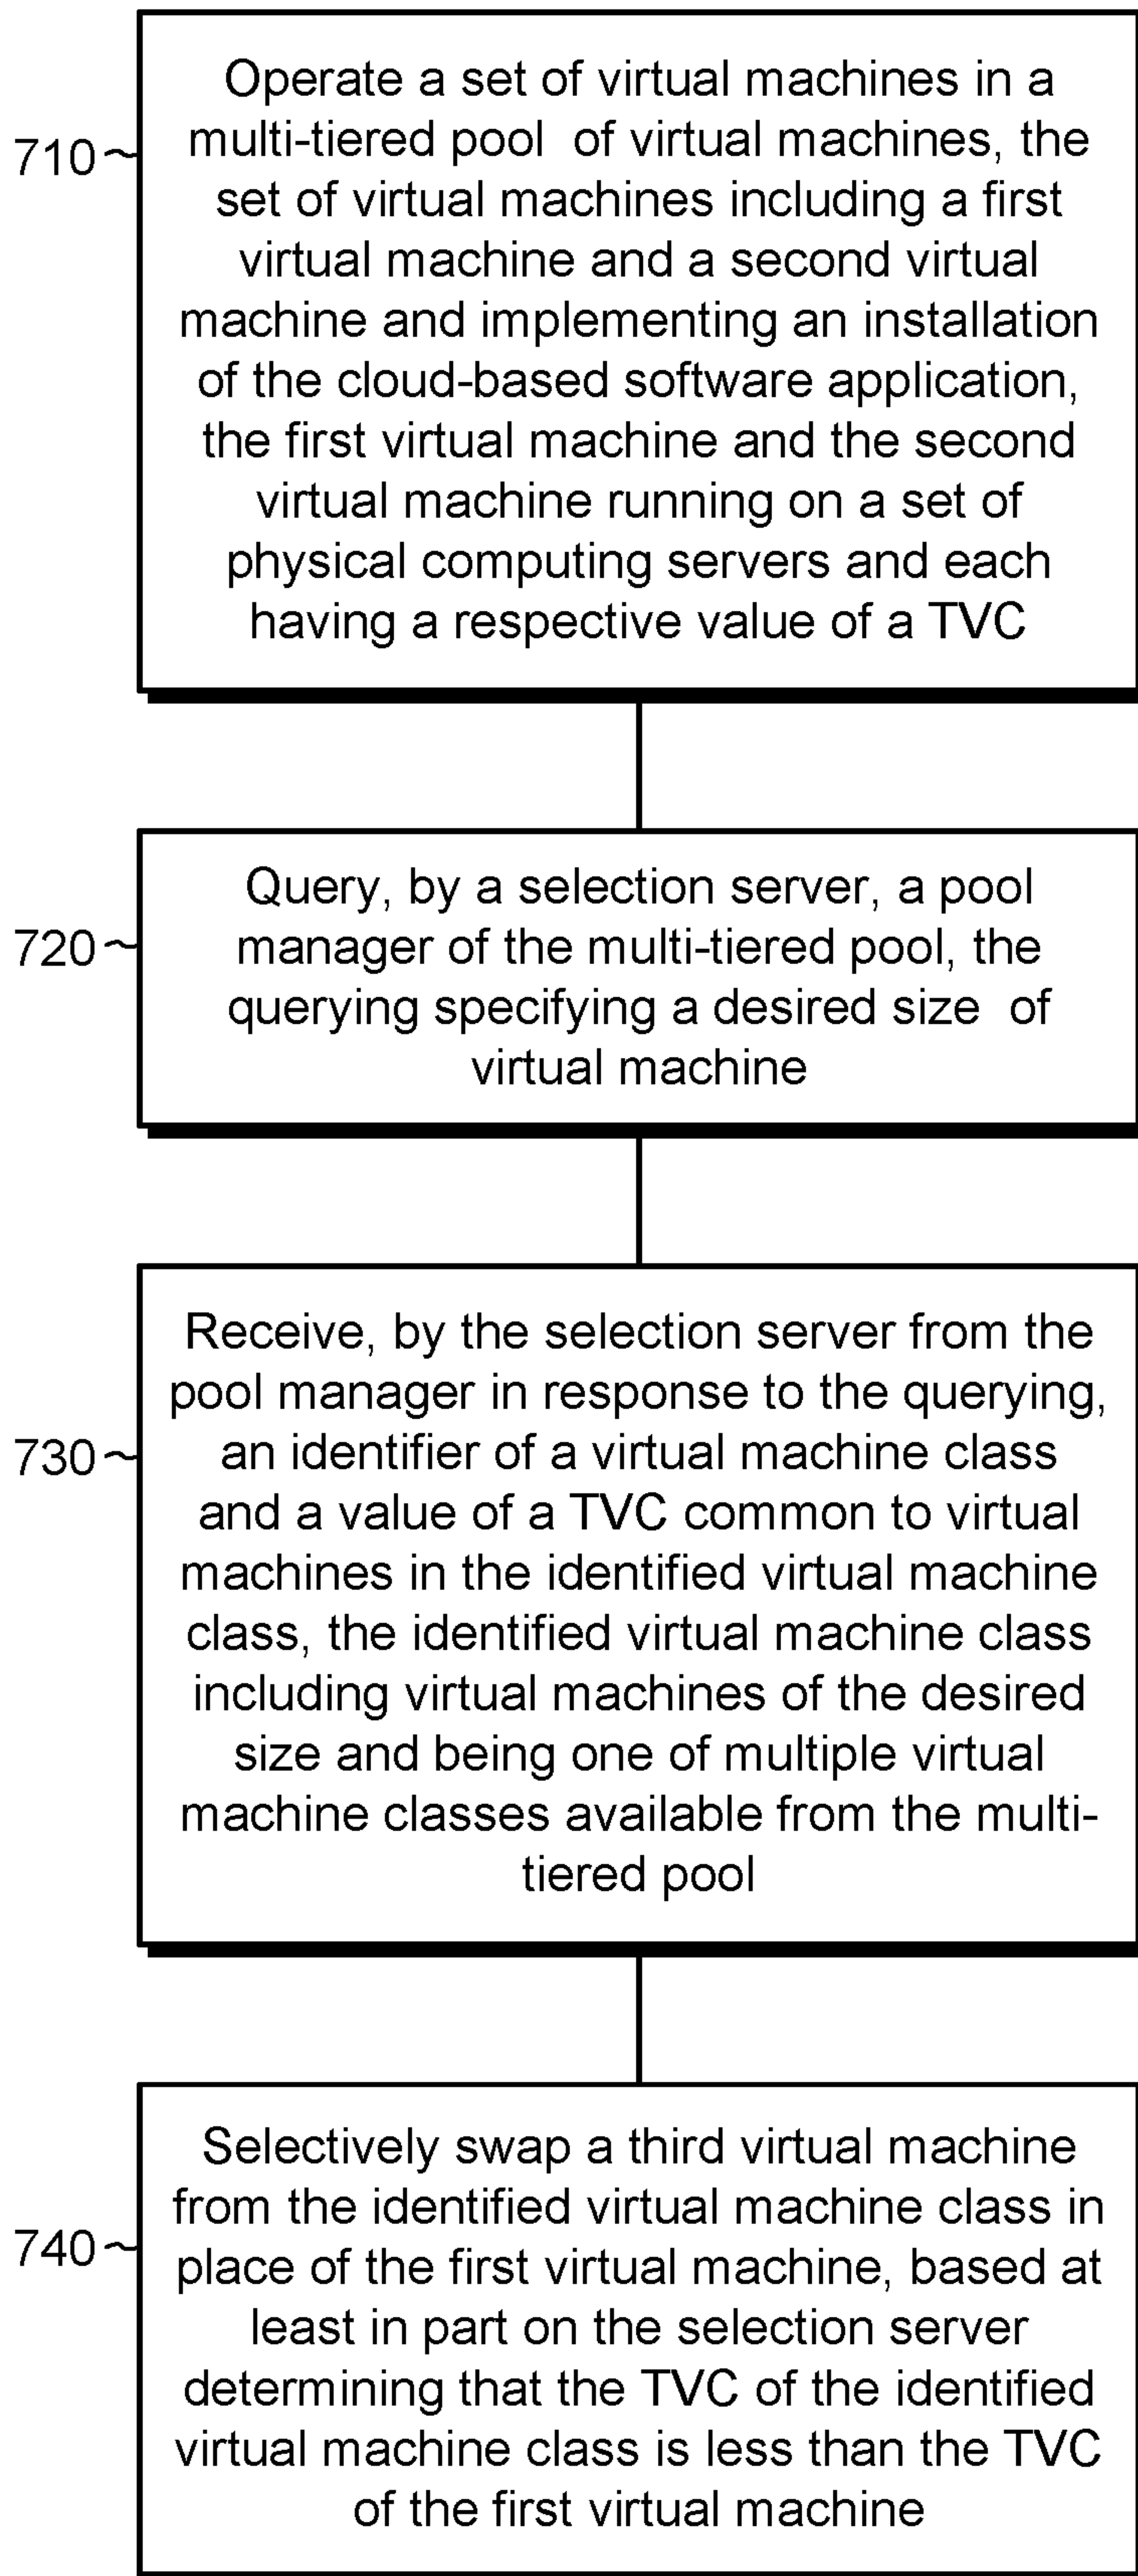 710
Operate a set of virtual machines in a
multi-tiered pool of virtual machines, the
set of virtual machines including a first
virtual machine and a second virtual
machine and implementing an installation
of the cloud-based software application,
the first virtual machine and the second
virtual machine running on a set of
physical computing servers and each
having a respective value of a TVC
720
Query, by a selection server, a pool
manager of the multi-tiered pool, the
querying specifying a desired size of
virtual machine
730
Receive, by the selection server from the
pool manager in response to the querying,
an identifier of a virtual machine class
and a value of a TVC common to virtual
machines in the identified virtual machine
class, the identified virtual machine class
including virtual machines of the desired
size and being one of multiple virtual
machine classes available from the multi-
tiered pool
740
Selectively swap a third virtual machine
from the identified virtual machine class in
place of the first virtual machine, based at
least in part on the selection server
determining that the TVC of the identified
virtual machine class is less than the TVC
of the first virtual machine